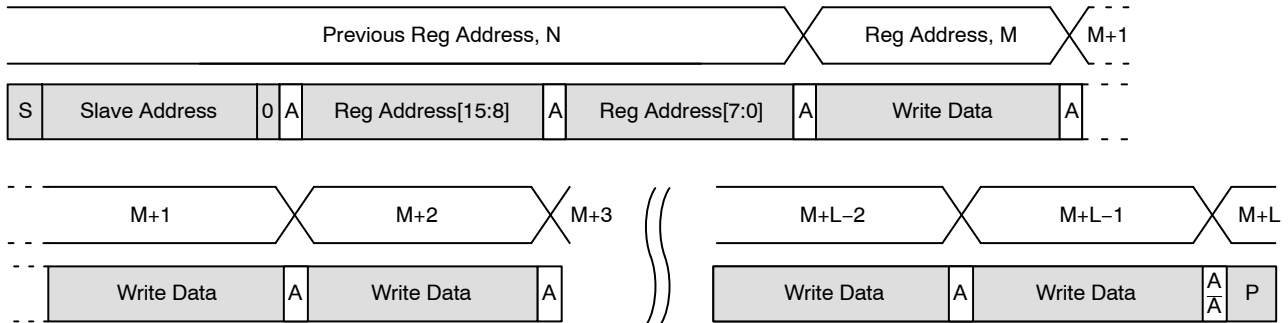 Previous Reg Address, N Reg Address, M M+1
S Slave Address 0 A Reg Address[15:8] A Reg Address[7:0] A Write Data A
M+1 M+2 M+3 M+L−2 M+L−1 M+L
Write Data A Write Data A Write Data A Write Data A P
A̅